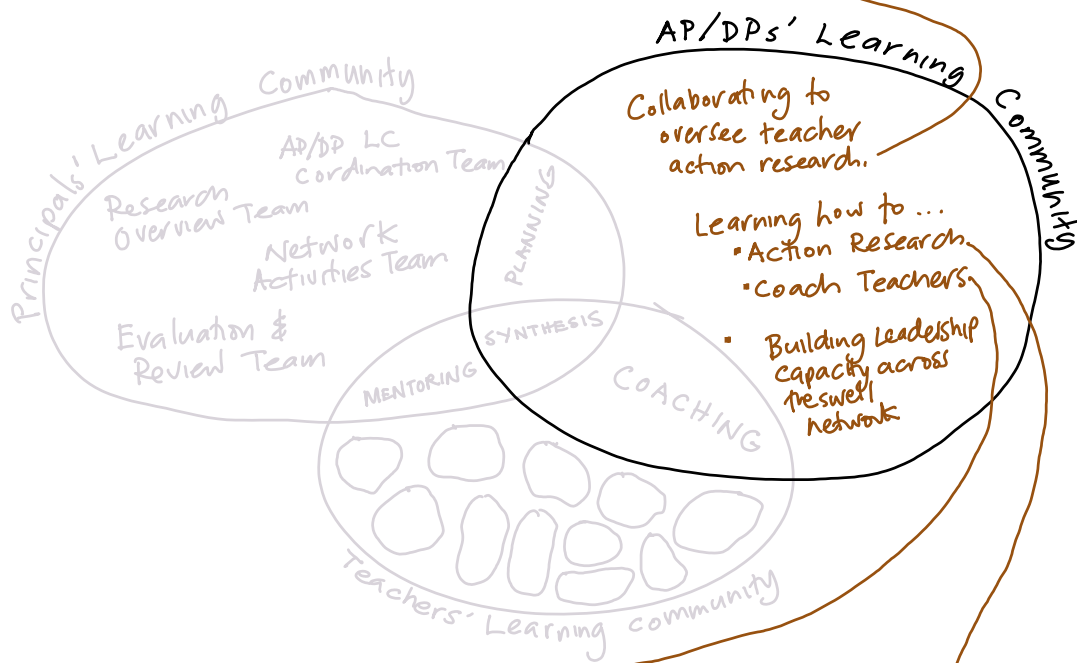 AP/DPs' Learning Community
Collaborating to
oversee teacher
action research.
Learning how to ...
▪ Action Research
▪ Coach Teachers
▪ Building Leadership
capacity across
the swell
network
Principals' Learning Community
AP/DP LC
Cordination Team
Research
Overview Team
Network
Activities Team
Evaluation &
Review Team
PLANNING
SYNTHESIS
MENTORING
COACHING
Teachers' Learning community